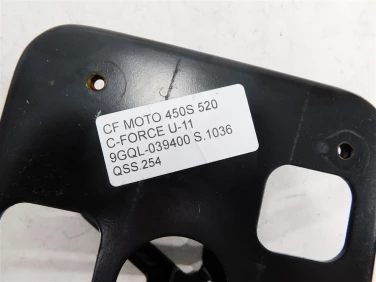 CF MOTO 450S 520
C-FORCE U-11
9GQL-039400 S.1036
QSS.254